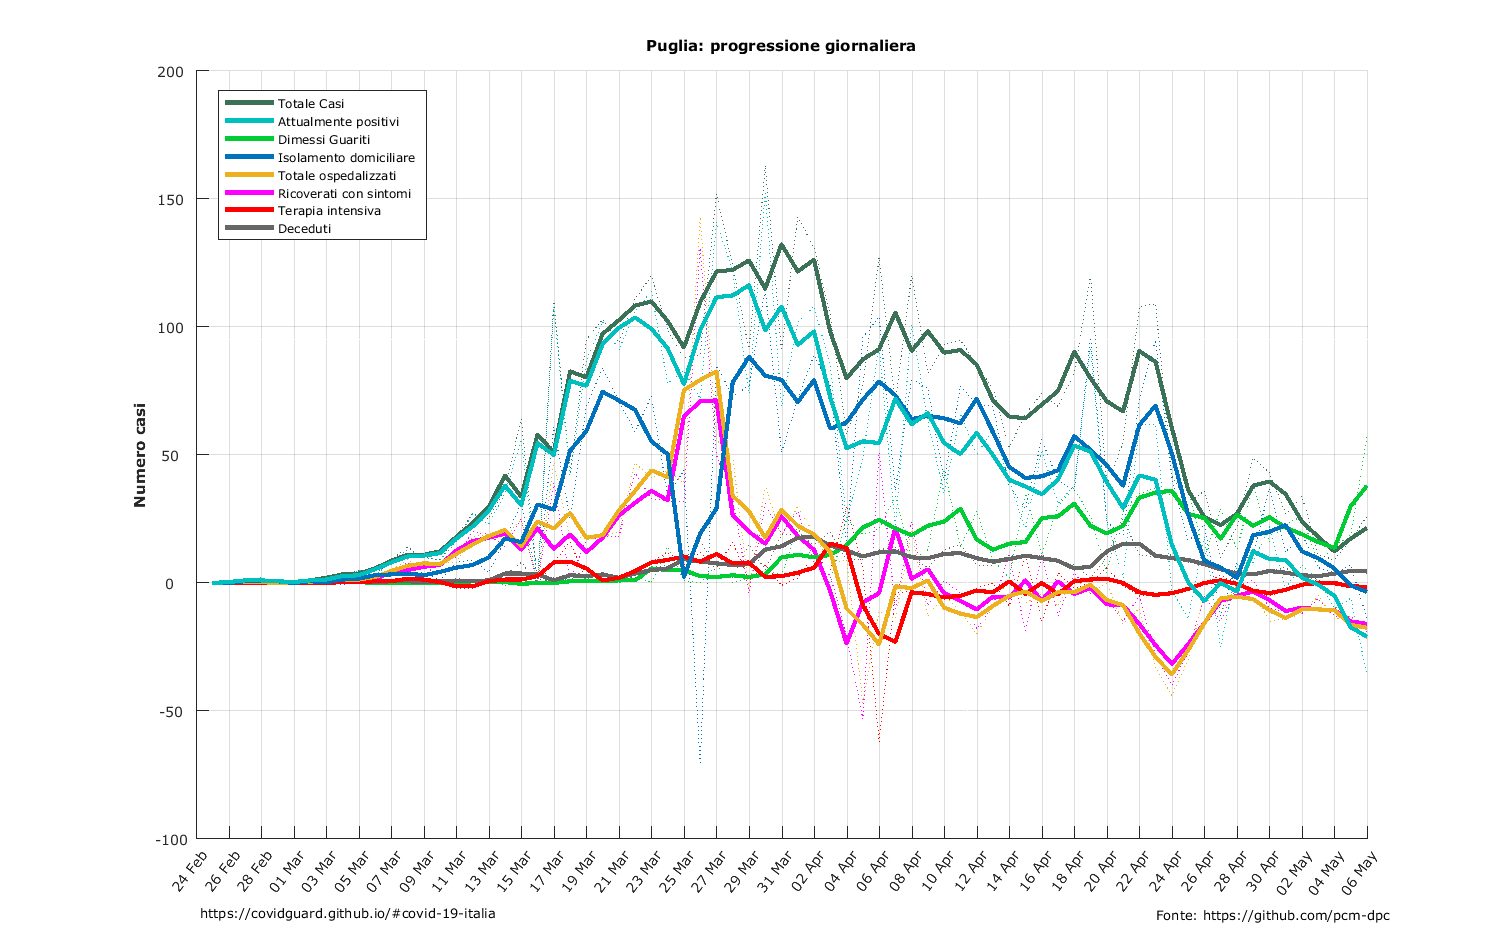 Puglia: progressione giornaliera
200
150
100
50
0
-50
-100
Numero casi
Totale Casi
Attualmente positivi
Dimessi Guariti
Isolamento domiciliare
Totale ospedalizzati
Ricoverati con sintomi
Terapia intensiva
Deceduti
24 Feb
26 Feb
28 Feb
01 Mar
03 Mar
05 Mar
07 Mar
09 Mar
11 Mar
13 Mar
15 Mar
17 Mar
19 Mar
21 Mar
23 Mar
25 Mar
27 Mar
29 Mar
31 Mar
02 Apr
04 Apr
06 Apr
08 Apr
10 Apr
12 Apr
14 Apr
16 Apr
18 Apr
20 Apr
22 Apr
24 Apr
26 Apr
28 Apr
30 Apr
02 May
04 May
06 May
https://covidguard.github.io/#covid-19-italia
Fonte: https://github.com/pcm-dpc